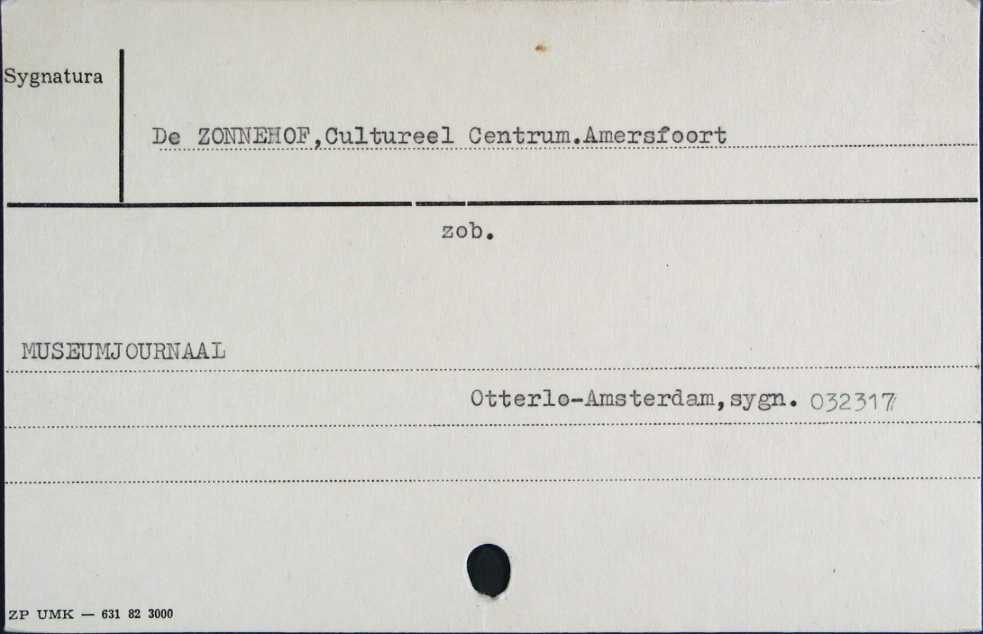 Sygnatura
De ZONNEHOF,Cultureel Centrum.Amersfoort
zob.
MUSEUMJOURNAAL
Otterlo-Amsterdam,sygn. 032317
ZP UMK — 631 82 3000